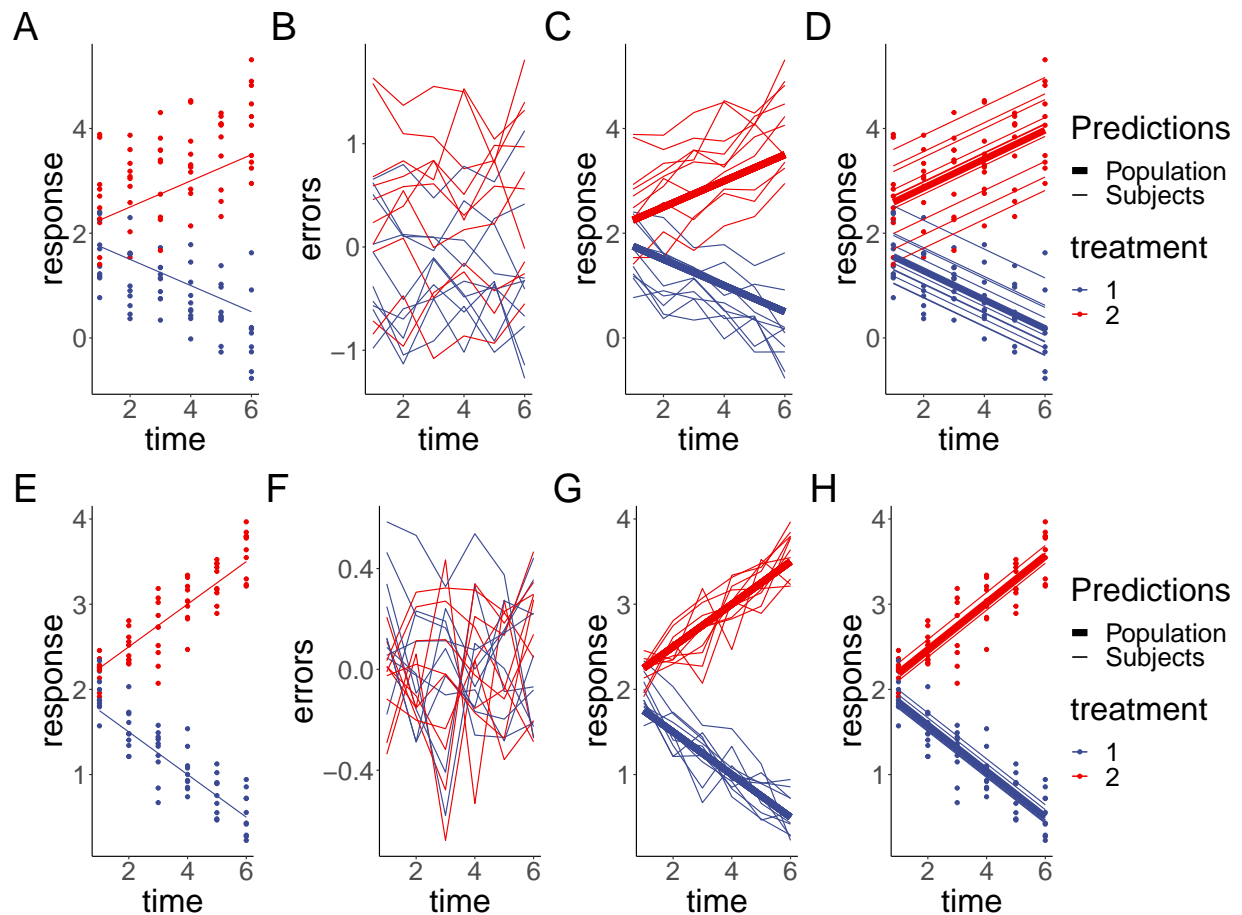 A B C D
response
4
2
0
2 4 6
time
errors
1
0
−1
2 4 6
time
response
4
2
0
2 4 6
time
response
4
2
0
2 4 6
time
Predictions
Population
Subjects
treatment
1
2
E F G H
response
4
3
2
1
2 4 6
time
errors
0.4
0.0
−0.4
2 4 6
time
response
4
3
2
1
2 4 6
time
response
4
3
2
1
2 4 6
time
Predictions
Population
Subjects
treatment
1
2